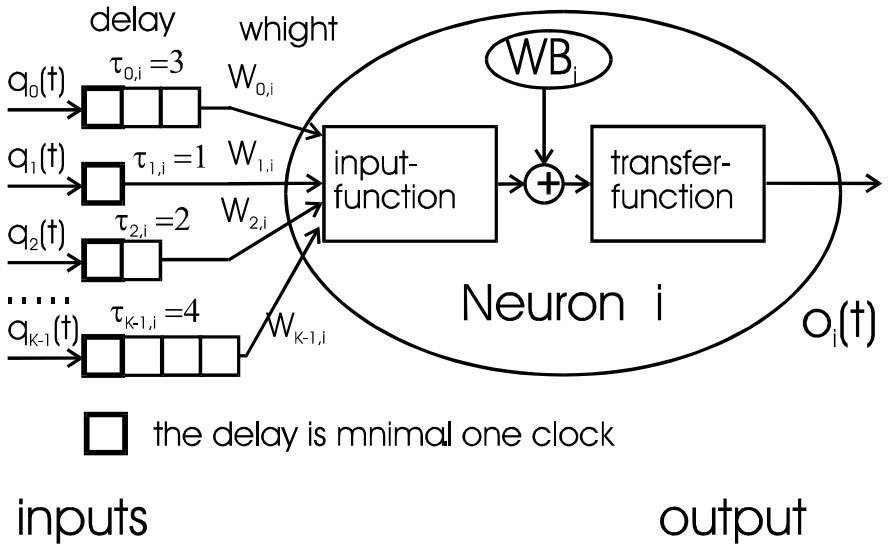 delay
whight
τ0,i =3
q0(t)
W0,i
WBi
τ1,i =1
q1(t)
W1,i
input-
function
+
transfer-
function
τ2,i =2
q2(t)
W2,i
Neuron i
τK-1,i =4
qK-1(t)
WK-1,i
oi(t)
the delay is mnimal one clock
inputs
output